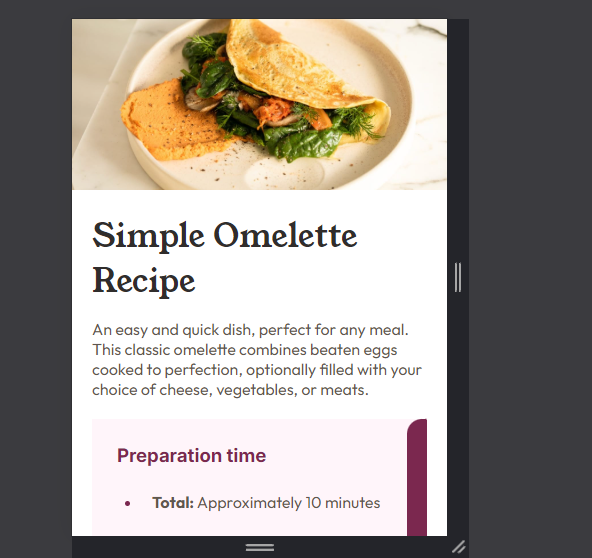 Simple Omelette
Recipe
An easy and quick dish, perfect for any meal.
This classic omelette combines beaten eggs
cooked to perfection, optionally filled with your
choice of cheese, vegetables, or meats.
Preparation time
• Total: Approximately 10 minutes